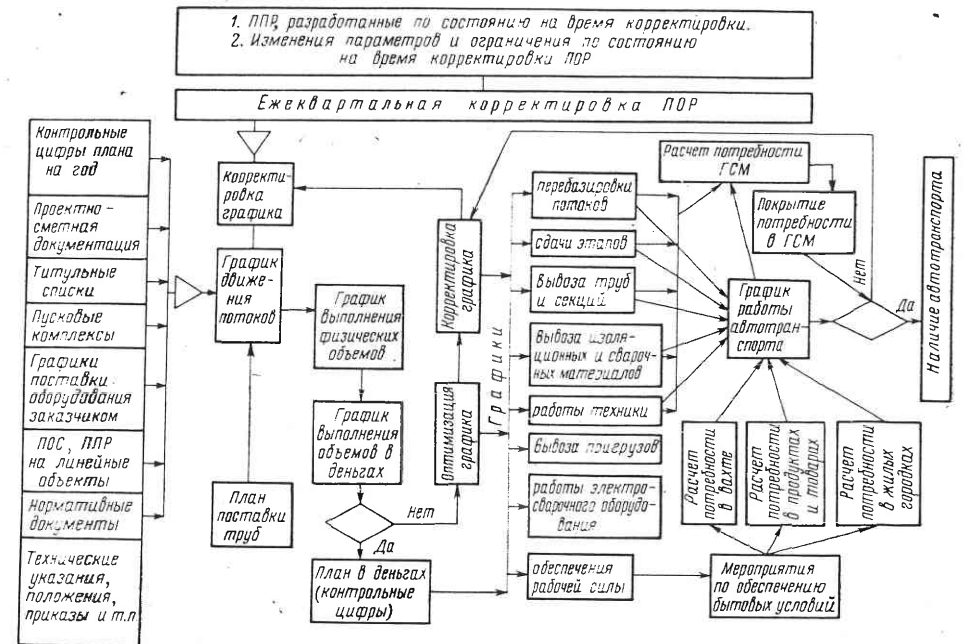 1. ППР, разработанные по состоянию на время корректировки.
2. Изменения параметров и ограничения по состоянию
на время корректировки ПОР
Ежеквартальная корректировка ПОР
Контрольные
цифры плана
на год
Проектно-
сметная
документация
Титульные
списки
Пусковые
комплексы
Графики
поставки
оборудования
заказчиком
ПОС, ППР
на линейные
объекты
Нормативные
документы
Технические
указания,
положения,
приказы и т.п
Корректи-
ровка
графика
График
движения
потоков
План
поставки
труб
График
выполнения
физических
объемов
График
выполнения
объемов в
деньгах
Нет
Да
План в деньгах
(контрольные
цифры)
Корректировка
графика
Оптимизация
графика
Графики
передазировки
потоков
сдачи этапов
вывоза труб
и секций
вывоза изоля-
ционных и свароч-
ных материалов
работы техники
вывоза пригрузов
работы электро-
сварочного оборудо-
вания
обеспечения
рабочей силы
Расчет потребности
ГСМ
Покрытие
потребности
в ГСМ
График
работы
автотран-
спорта
Нет
Да
Наличие автотранспорта
Расчет
потребности
в вахте
Расчет
потребности
в продуктах
и товарах
Расчет
потребности
в жилых
городках
Мероприятия
по обеспечению
бытовых условий